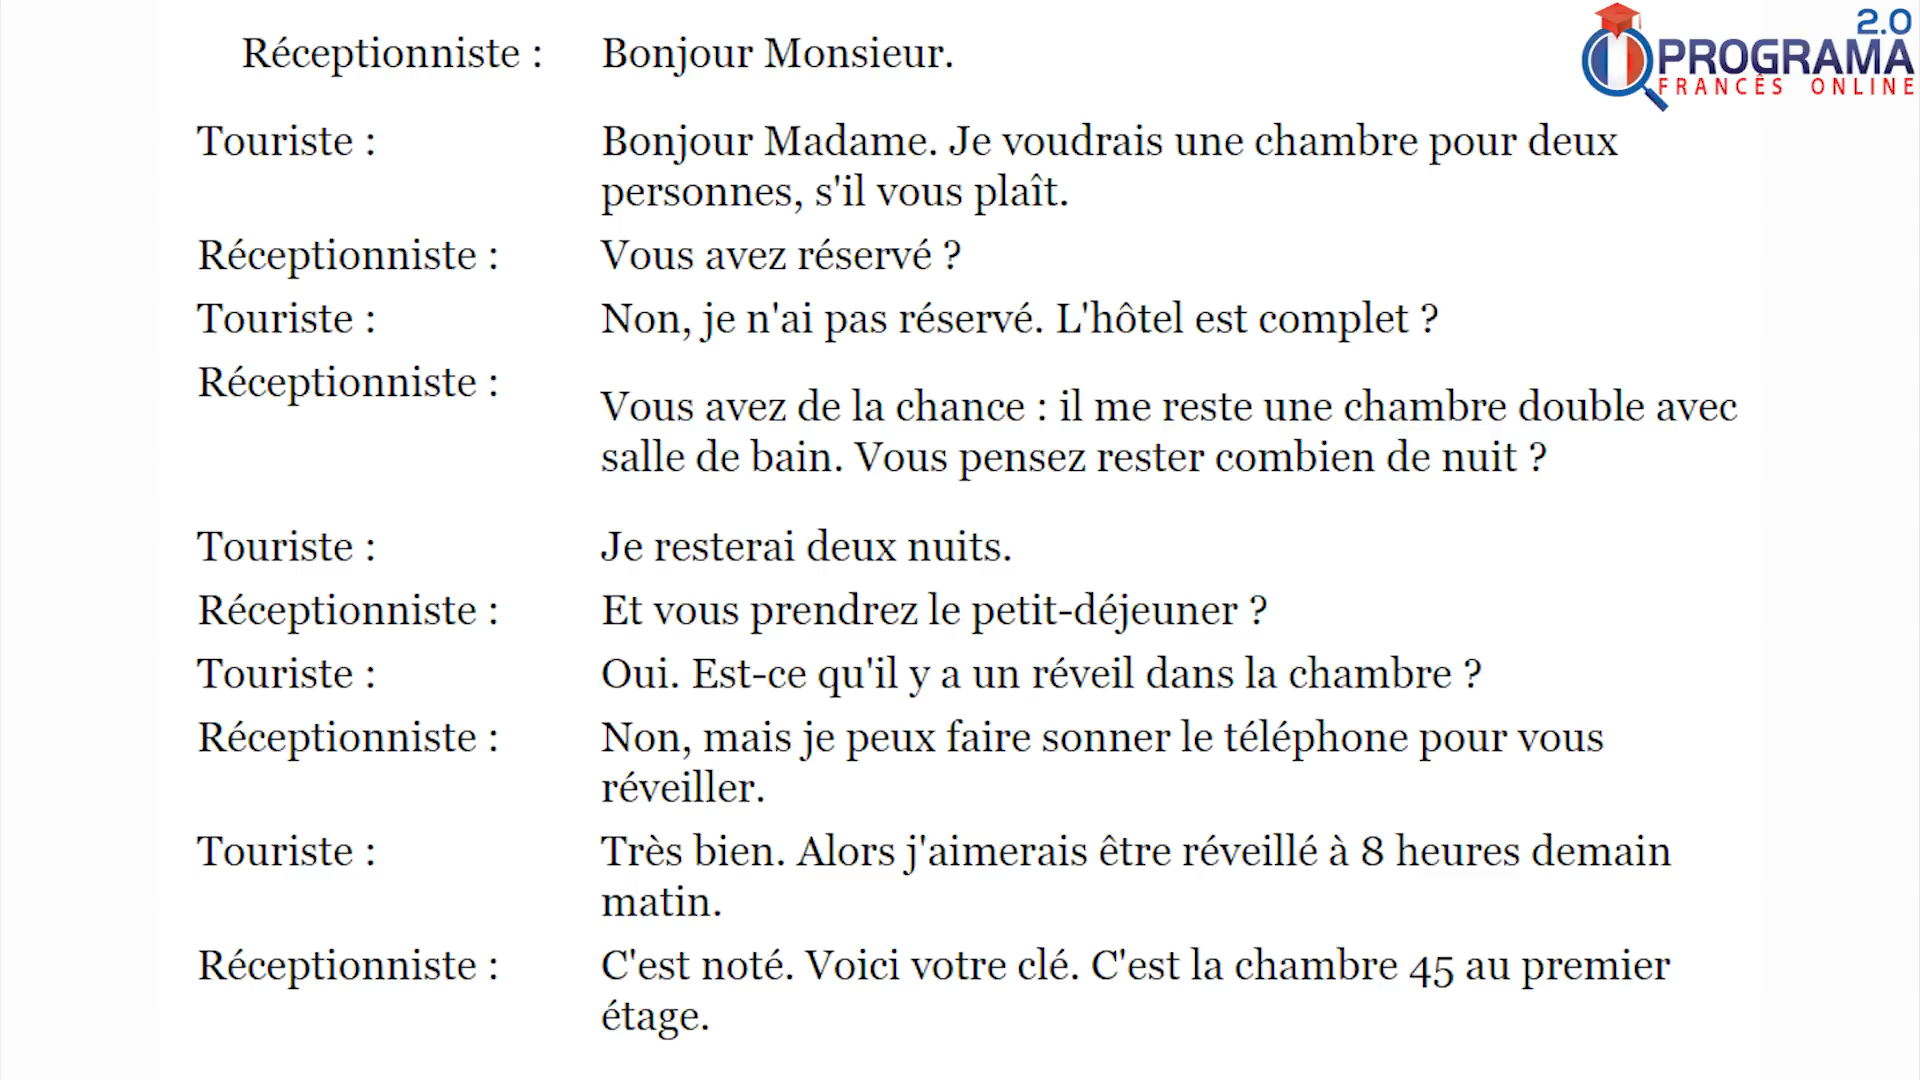 2.0
PROGRAMA
FRANCÊS ONLINE
Réceptionniste : Bonjour Monsieur.
Touriste : Bonjour Madame. Je voudrais une chambre pour deux
personnes, s'il vous plaît.
Réceptionniste : Vous avez réservé ?
Touriste : Non, je n'ai pas réservé. L'hôtel est complet ?
Réceptionniste : Vous avez de la chance : il me reste une chambre double avec
salle de bain. Vous pensez rester combien de nuit ?
Touriste : Je resterai deux nuits.
Réceptionniste : Et vous prendrez le petit-déjeuner ?
Touriste : Oui. Est-ce qu'il y a un réveil dans la chambre ?
Réceptionniste : Non, mais je peux faire sonner le téléphone pour vous
réveiller.
Touriste : Très bien. Alors j'aimerais être réveillé à 8 heures demain
matin.
Réceptionniste : C'est noté. Voici votre clé. C'est la chambre 45 au premier
étage.